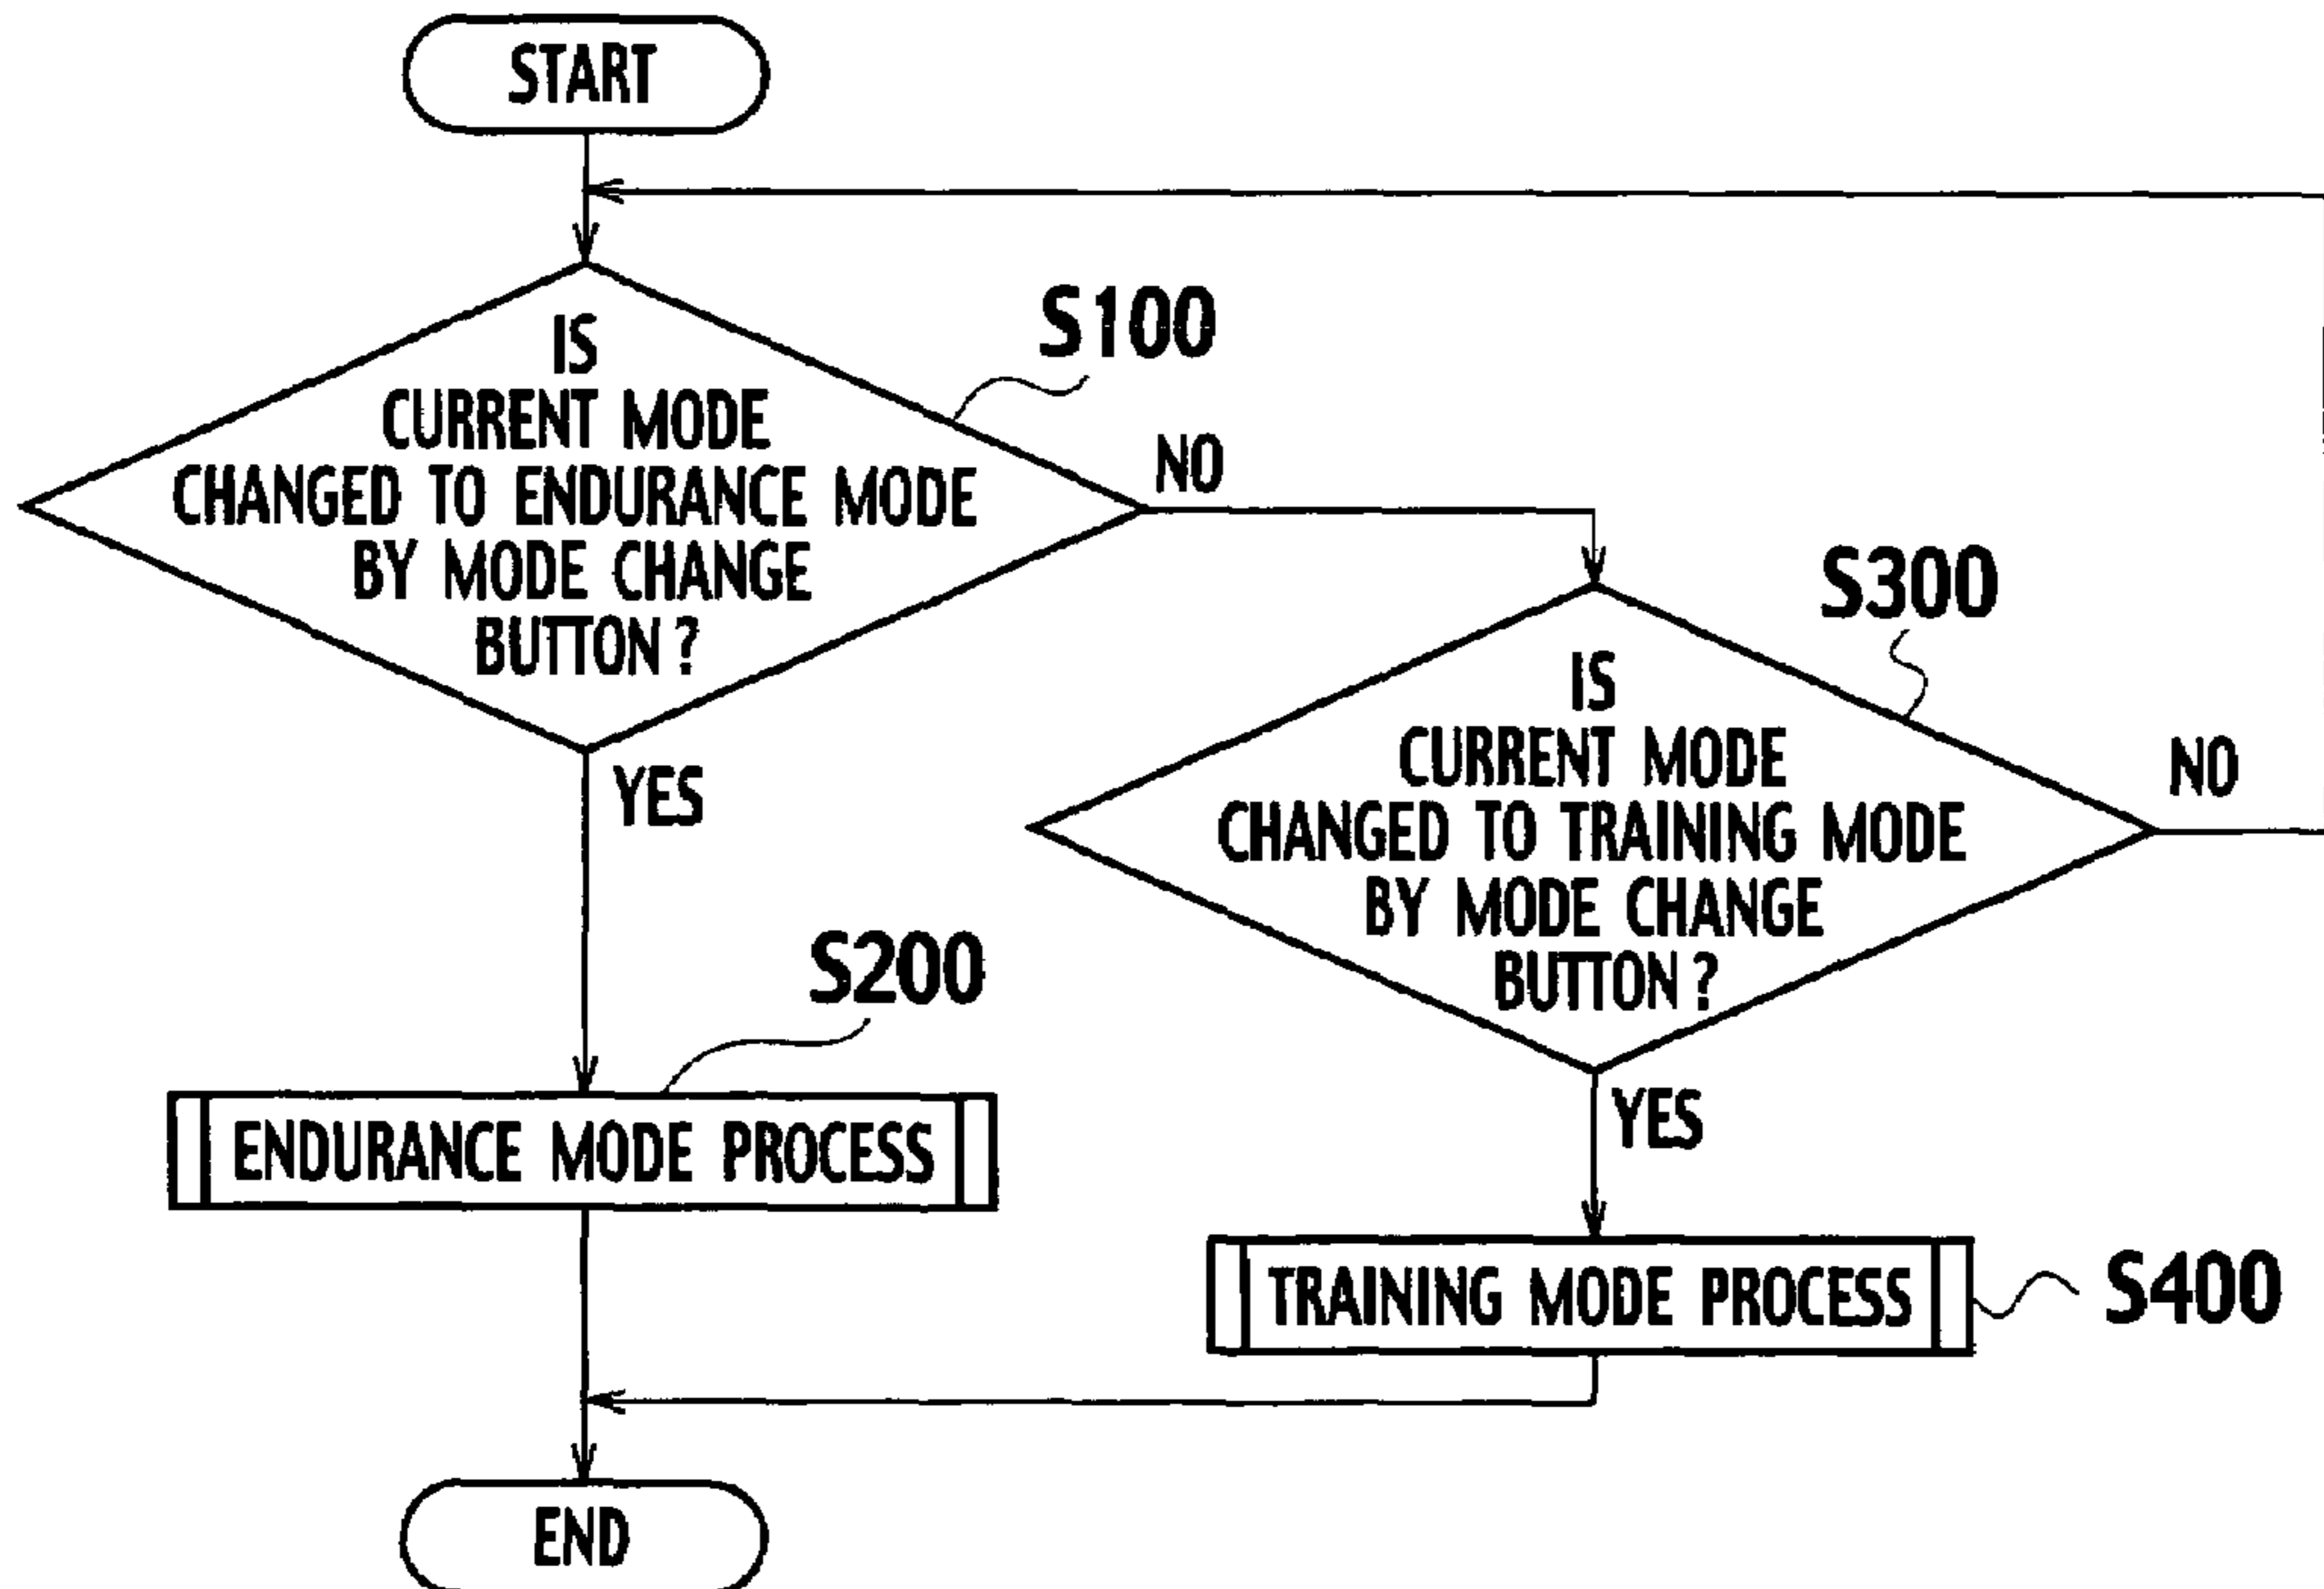 START
S100
IS
CURRENT MODE
CHANGED TO ENDURANCE MODE
BY MODE CHANGE
BUTTON ?
NO
YES
S300
IS
CURRENT MODE
CHANGED TO TRAINING MODE
BY MODE CHANGE
BUTTON ?
NO
YES
S200
ENDURANCE MODE PROCESS
TRAINING MODE PROCESS
S400
END